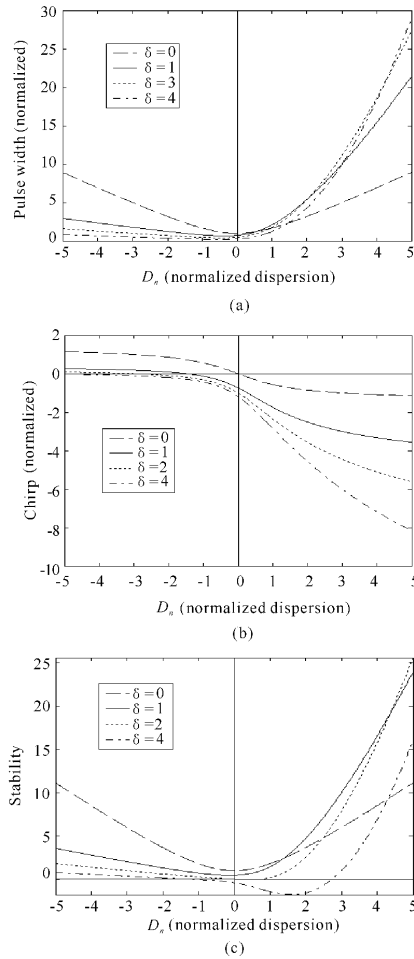 30
25
20
15
10
5
0
Pulse width (normalized)
δ = 0
δ = 1
δ = 3
δ = 4
-5 -4 -3 -2 -1 0 1 2 3 4 5
Dn (normalized dispersion)
(a)
2
0
-2
-4
-6
-8
-10
Chirp (normalized)
δ = 0
δ = 1
δ = 2
δ = 4
-5 -4 -3 -2 -1 0 1 2 3 4 5
Dn (normalized dispersion)
(b)
25
20
15
10
5
0
Stability
δ = 0
δ = 1
δ = 2
δ = 4
-5 -4 -3 -2 -1 0 1 2 3 4 5
Dn (normalized dispersion)
(c)